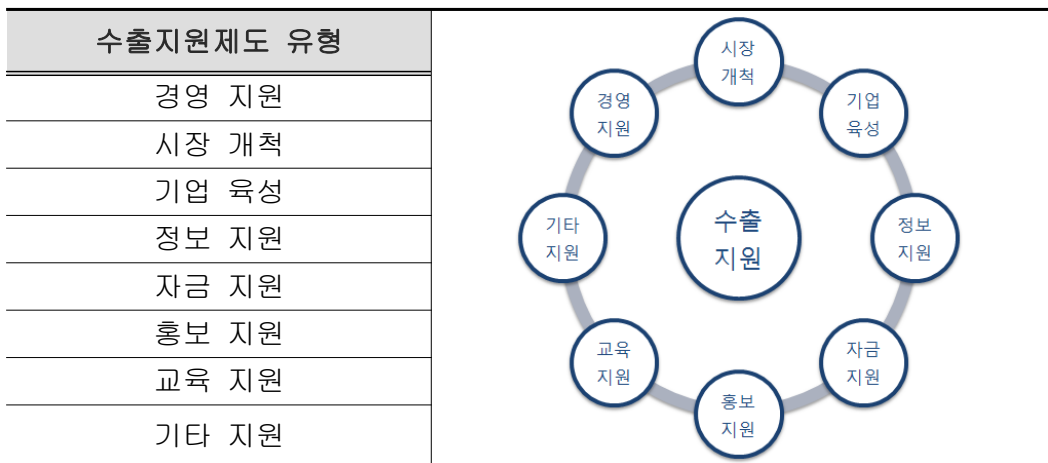 수출지원제도 유형
경영 지원
시장 개척
기업 육성
정보 지원
자금 지원
홍보 지원
교육 지원
기타 지원
시장
개척
기업
육성
정보
지원
자금
지원
홍보
지원
교육
지원
기타
지원
경영
지원
수출
지원